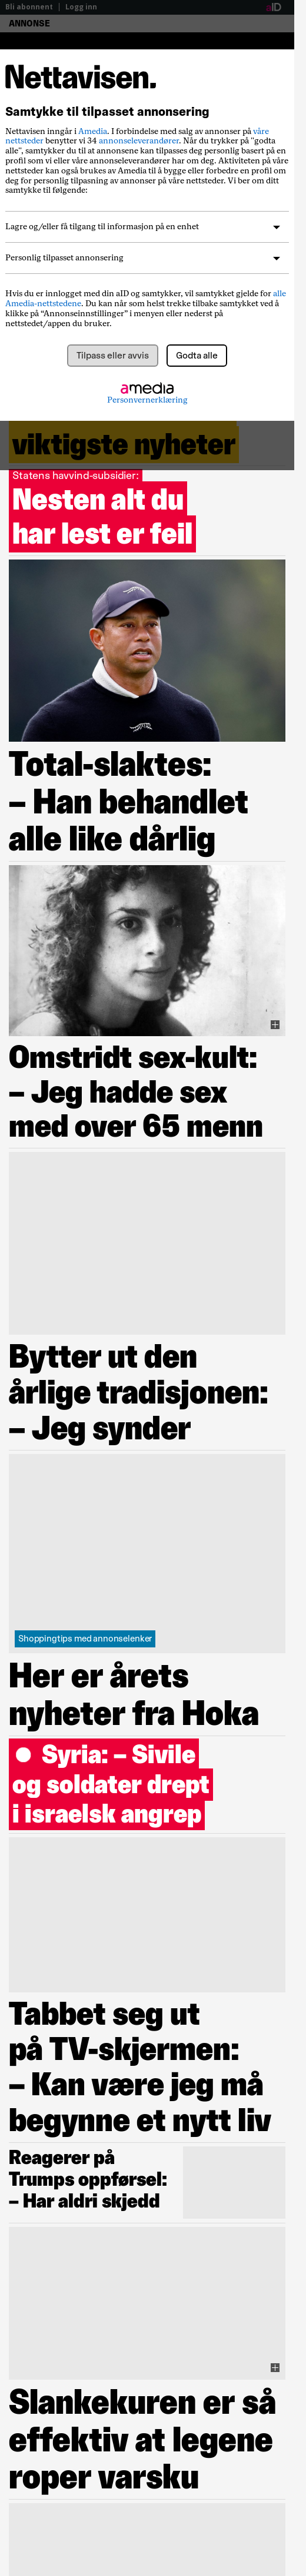 Bli abonnent | Logg inn
aID
ANNONSE
Nettavisen.
Samtykke til tilpasset annonsering
Nettavisen inngår i Amedia. I forbindelse med salg av annonser på våre
nettsteder benytter vi 34 annonseleverandører. Når du trykker på "godta
alle", samtykker du til at annonsene kan tilpasses deg personlig basert på en
profil som vi eller våre annonseleverandører har om deg. Aktiviteten på våre
nettsteder kan også brukes av Amedia til å bygge eller forbedre en profil om
deg for personlig tilpasning av annonser på våre nettsteder. Vi ber om ditt
samtykke til følgende:
Lagre og/eller få tilgang til informasjon på en enhet
Personlig tilpasset annonsering
Hvis du er innlogget med din aID og samtykker, vil samtykket gjelde for alle
Amedia-nettstedene. Du kan når som helst trekke tilbake samtykket ved å
klikke på “Annonseinnstillinger” i menyen eller nederst på
nettstedet/appen du bruker.
Tilpass eller avvis
Godta alle
amedia
Personvernerklæring
viktigste nyheter
Statens havvind-subsidier:
Nesten alt du
har lest er feil
Total-slaktes:
– Han behandlet
alle like dårlig
Omstridt sex-kult:
– Jeg hadde sex
med over 65 menn
Bytter ut den
årlige tradisjonen:
– Jeg synder
Shoppingtips med annonselenker
Her er årets
nyheter fra Hoka
Syria: – Sivile
og soldater drept
i israelsk angrep
Tabbet seg ut
på TV-skjermen:
– Kan være jeg må
begynne et nytt liv
Reagerer på
Trumps oppførsel:
– Har aldri skjedd
Slankekuren er så
effektiv at legene
roper varsku